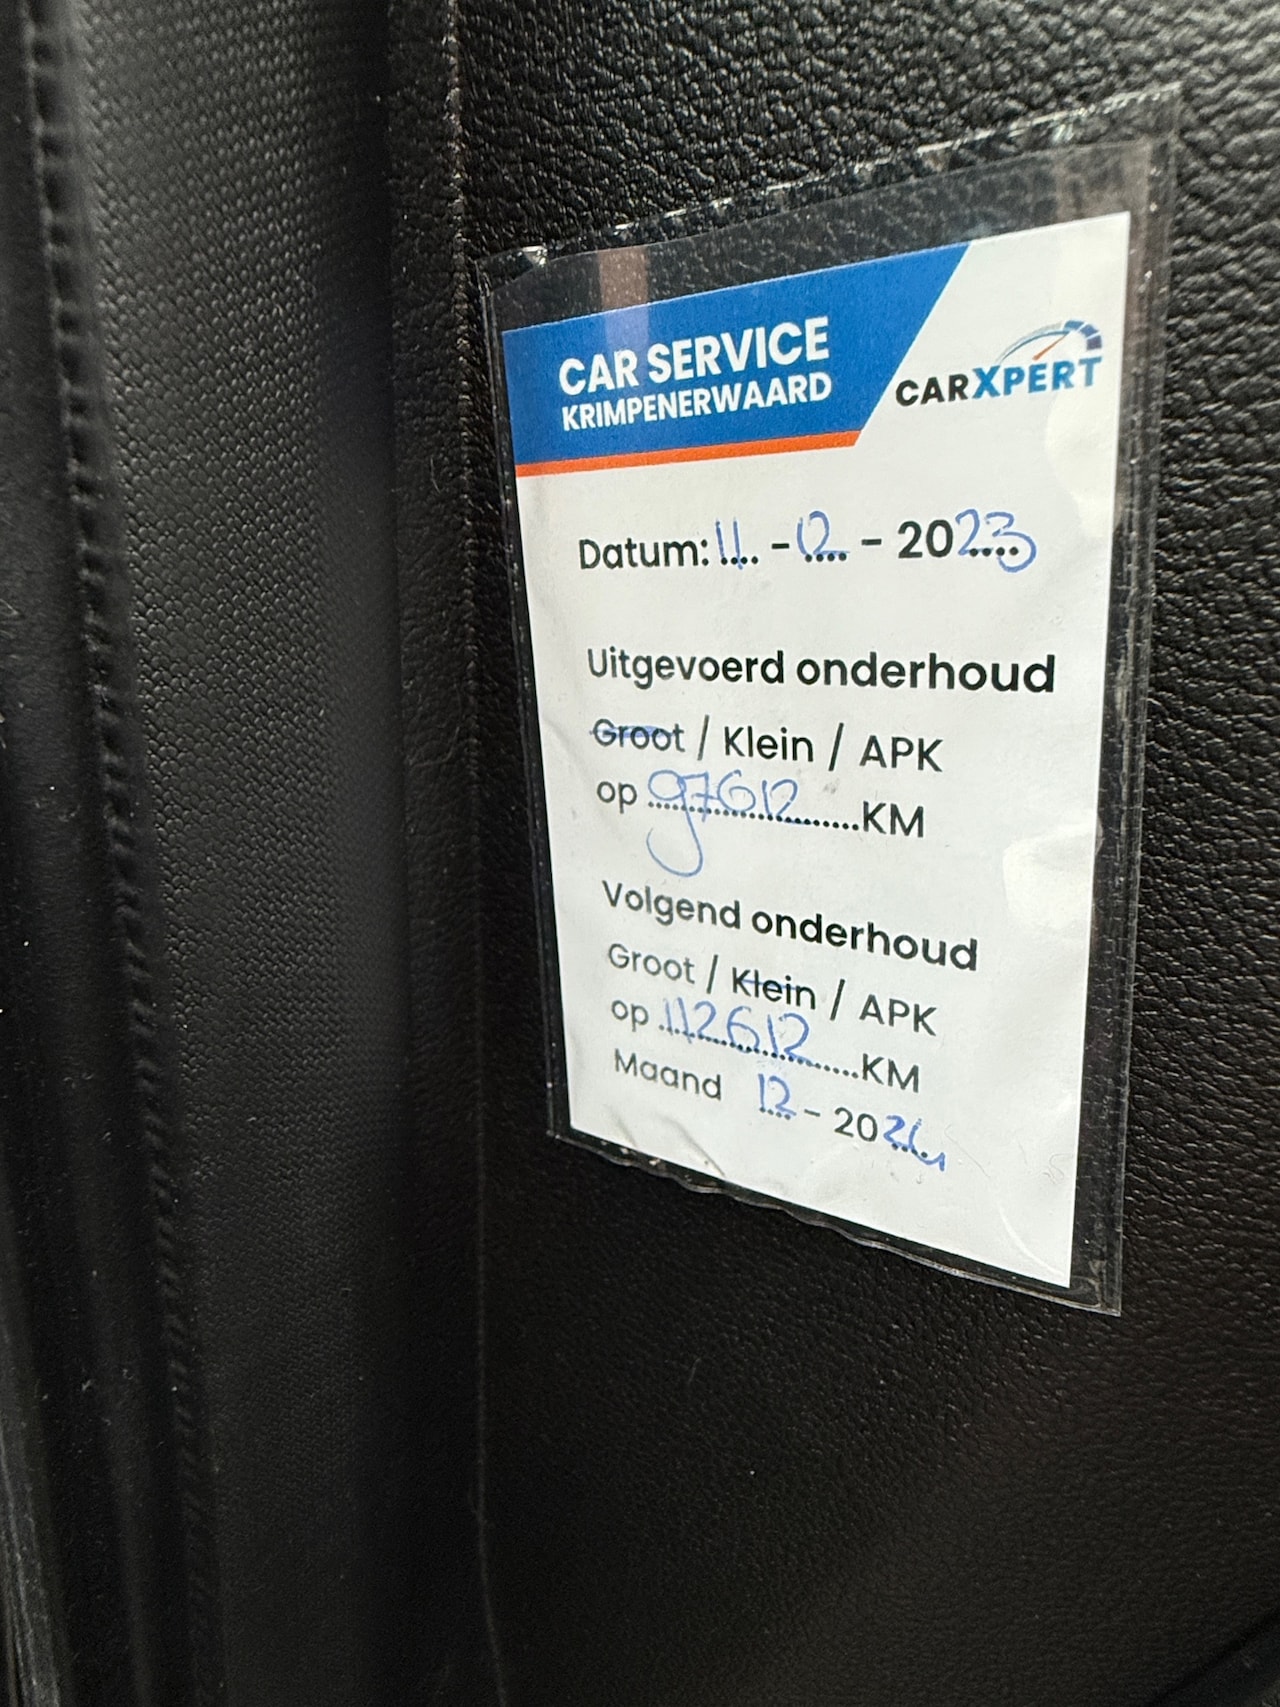 CAR SERVICE
KRIMPENERWAARD
CARXPERT
Datum: 11 - 12 - 2023
Uitgevoerd onderhoud
Groot / Klein / APK
op 97612 KM
Volgend onderhoud
Groot / Klein / APK
op 112612 KM
Maand 12 - 2024